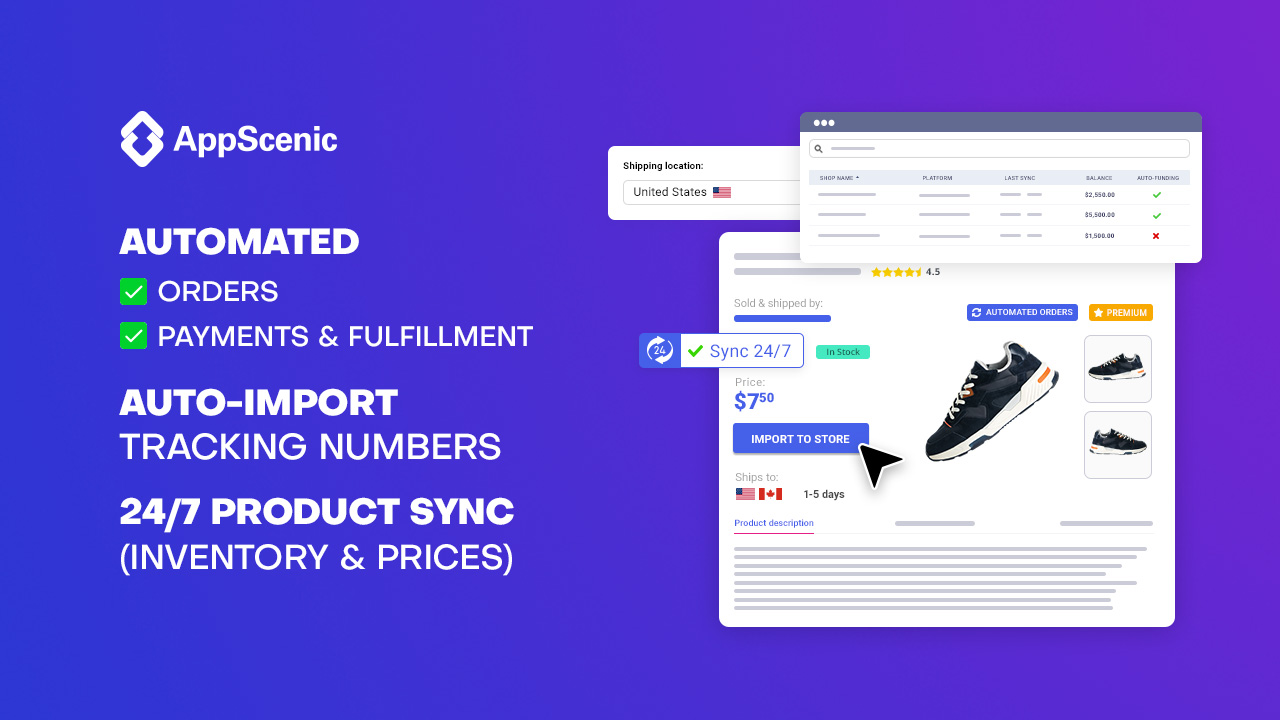 AppScenic
AUTOMATED
ORDERS
PAYMENTS & FULFILLMENT
AUTO-IMPORT
TRACKING NUMBERS
24/7 PRODUCT SYNC
(INVENTORY & PRICES)
Shipping location:
United States
SHOP NAME PLATFORM LAST SYNC BALANCE AUTO-FUNDING
$2,550.00
$5,500.00
$1,500.00
4.5
Sold & shipped by:
AUTOMATED ORDERS PREMIUM
24 Sync 24/7 In Stock
Price:
$750
IMPORT TO STORE
Ships to:
1-5 days
Product description